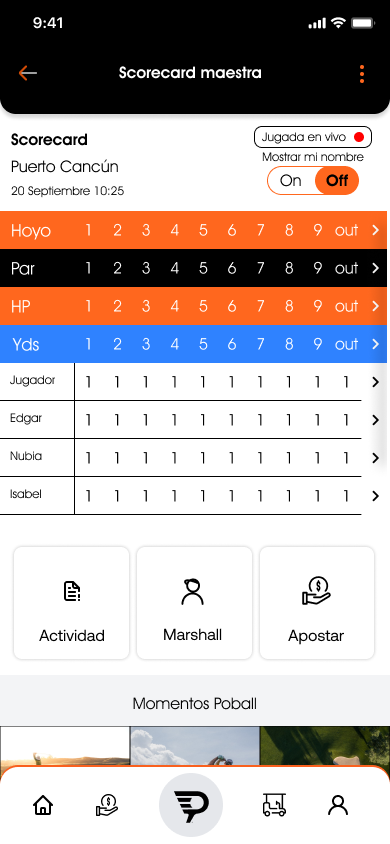 9:41
Scorecard maestra
Scorecard
Jugada en vivo
Puerto Cancún
Mostrar mi nombre
20 Septiembre 10:25
On Off
Hoyo 1 2 3 4 5 6 7 8 9 out
Par 1 2 3 4 5 6 7 8 9 out
HP 1 2 3 4 5 6 7 8 9 out
Yds 1 2 3 4 5 6 7 8 9 out
Jugador 1 1 1 1 1 1 1 1 1 1
Edgar 1 1 1 1 1 1 1 1 1 1
Nubia 1 1 1 1 1 1 1 1 1 1
Isabel 1 1 1 1 1 1 1 1 1 1
Actividad Marshall Apostar
Momentos Poball